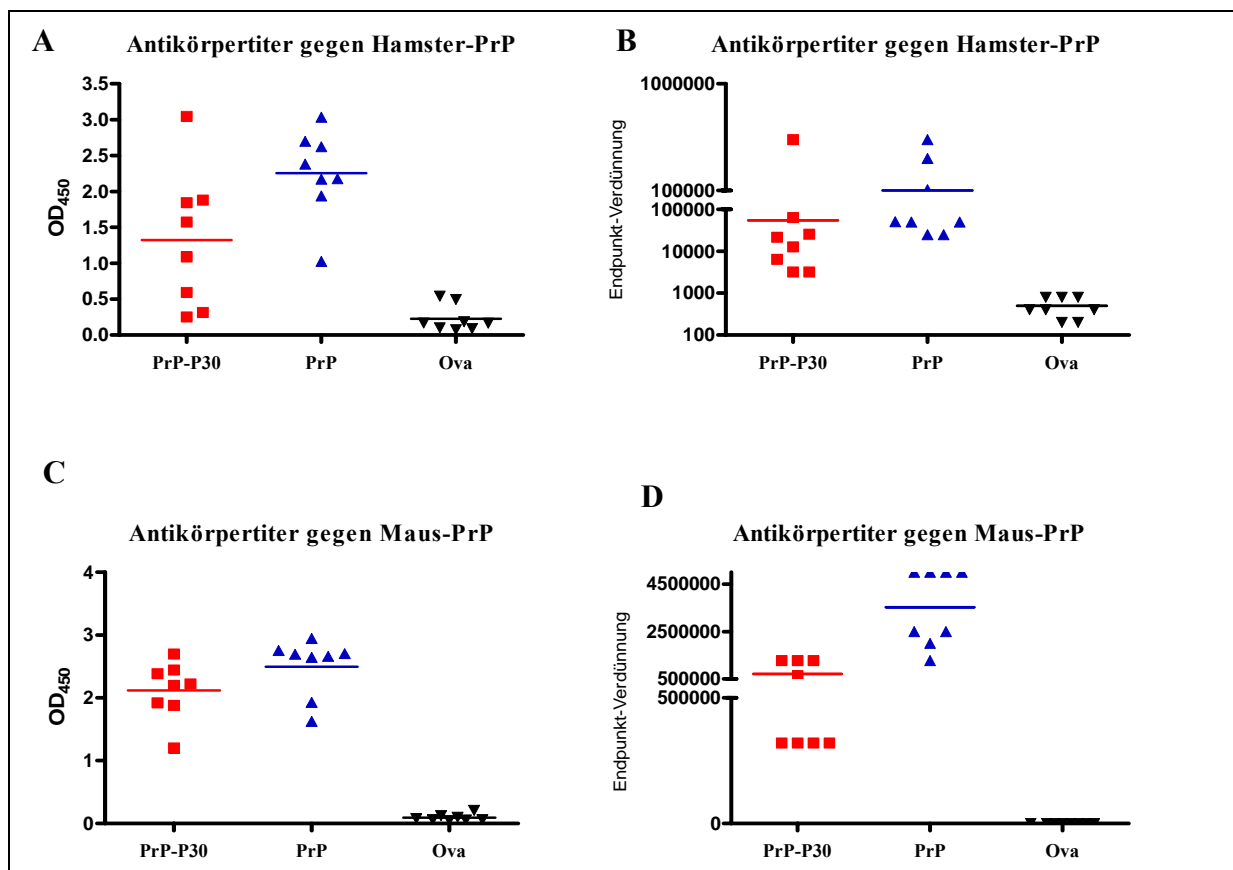 A
Antikörpertiter gegen Hamster-PrP
3.5
3.0
2.5
2.0
1.5
1.0
0.5
0.0
OD450
PrP-P30 PrP Ova
B
Antikörpertiter gegen Hamster-PrP
1000000
100000
100000
10000
1000
100
Endpunkt-Verdünnung
PrP-P30 PrP Ova
C
Antikörpertiter gegen Maus-PrP
4
3
2
1
0
OD450
PrP-P30 PrP Ova
D
Antikörpertiter gegen Maus-PrP
4500000
2500000
500000
500000
0
Endpunkt-Verdünnung
PrP-P30 PrP Ova